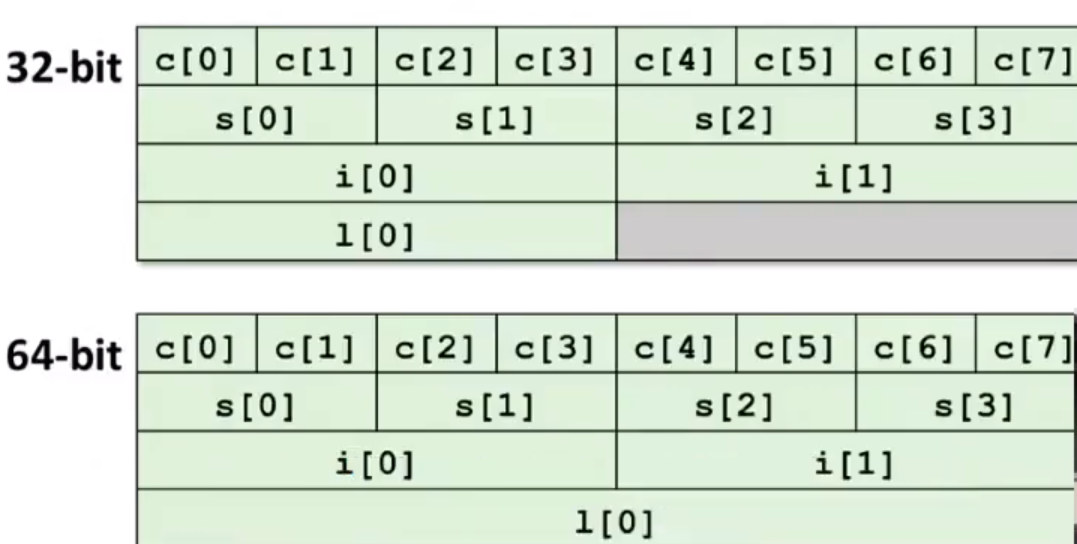 32-bit c[0] c[1] c[2] c[3] c[4] c[5] c[6] c[7]
s[0] s[1] s[2] s[3]
i[0] i[1]
l[0]
64-bit c[0] c[1] c[2] c[3] c[4] c[5] c[6] c[7]
s[0] s[1] s[2] s[3]
i[0] i[1]
l[0]